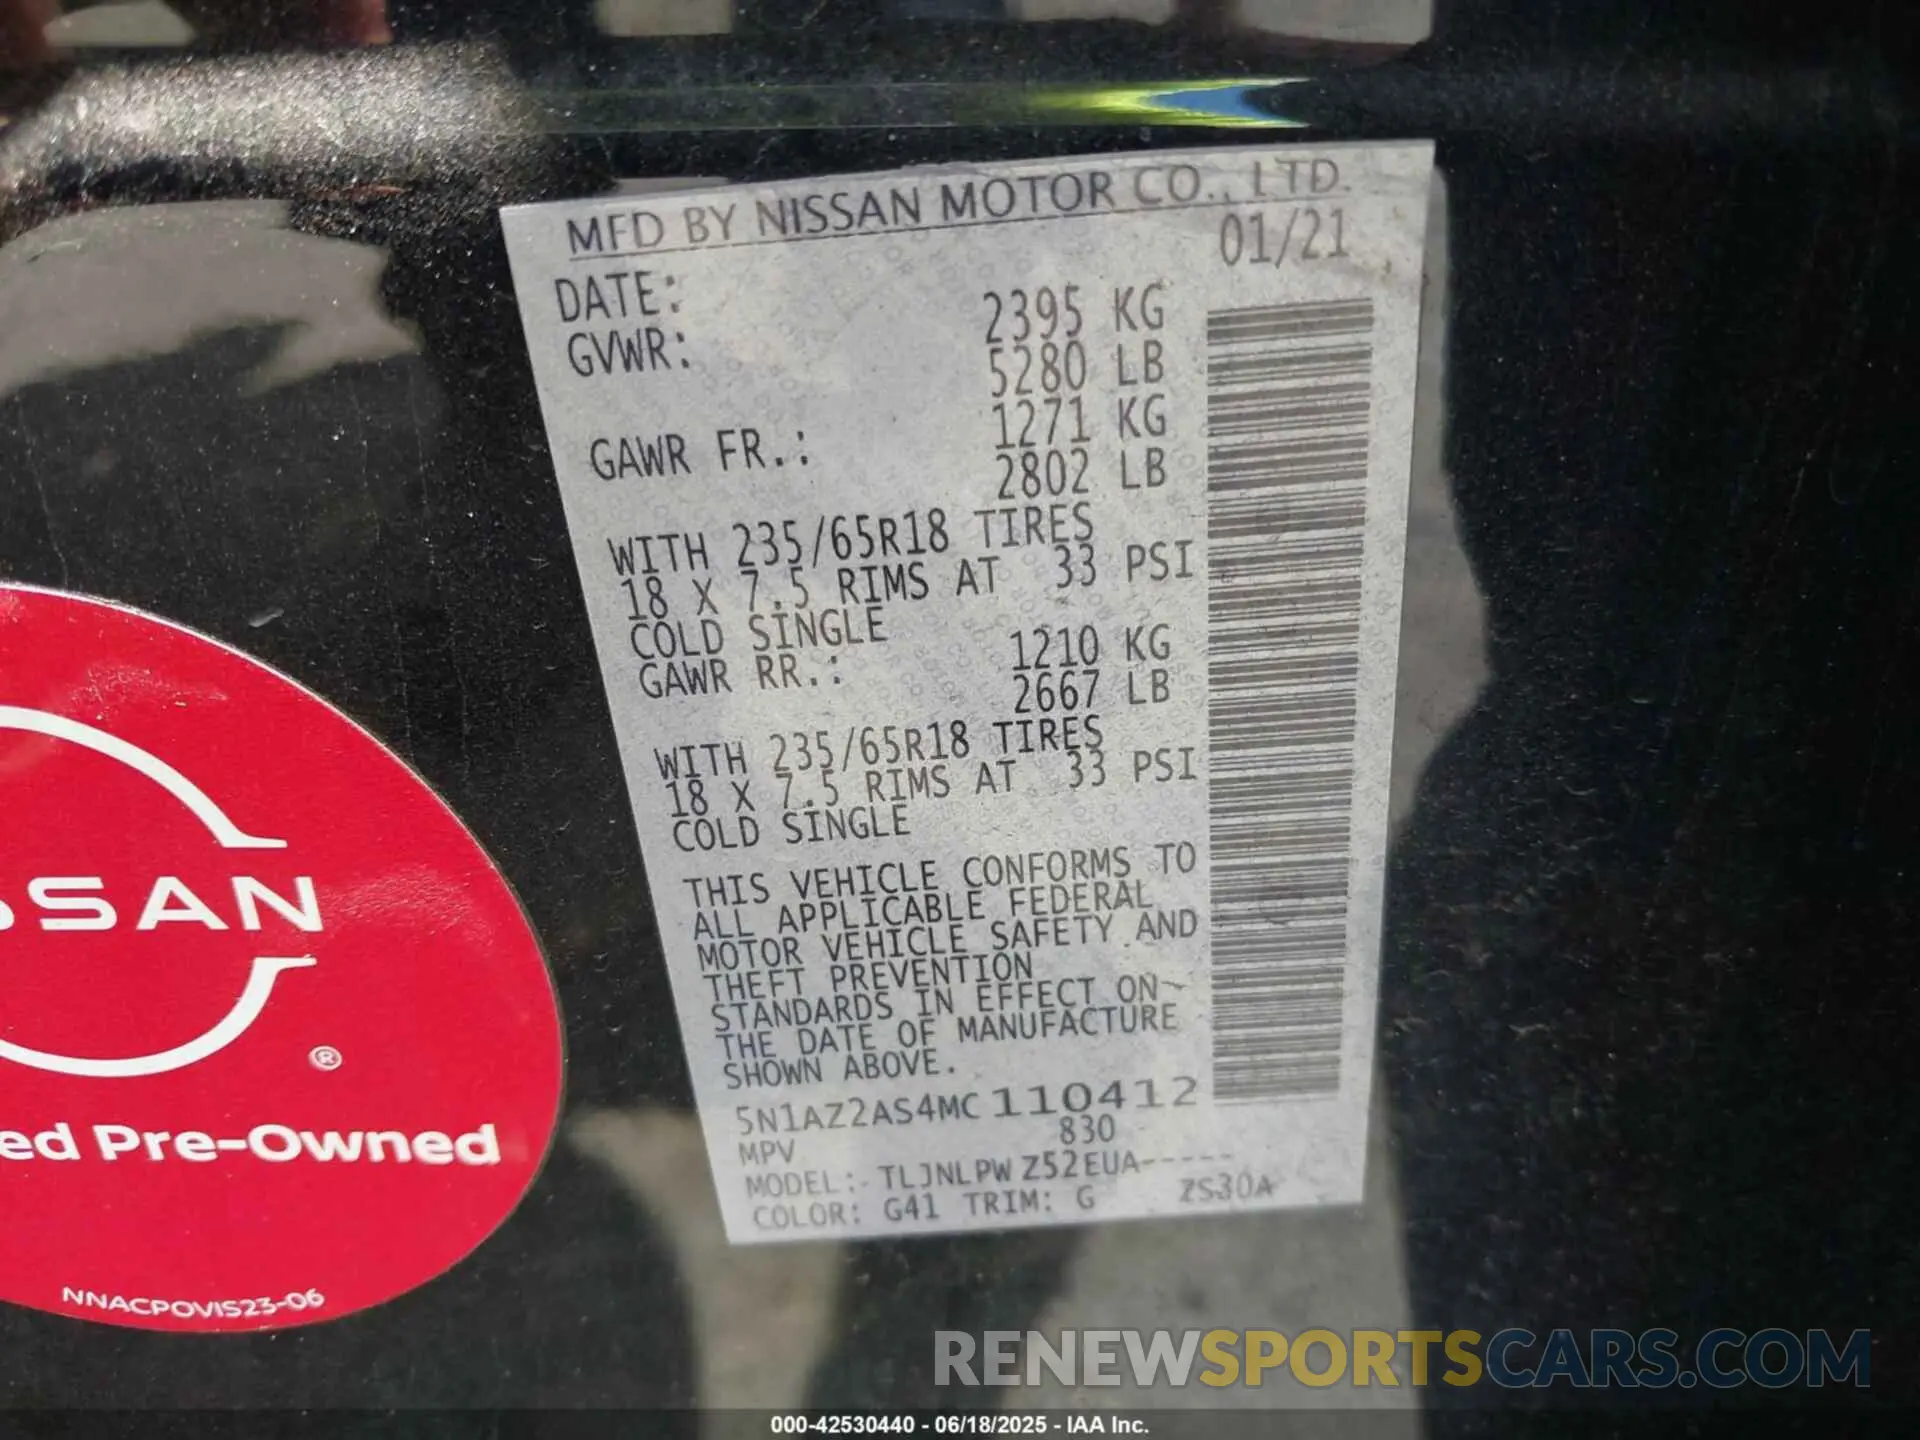 MFD BY NISSAN MOTOR CO., LTD.
DATE: 01/21
GVWR: 2395 KG
5280 LB
GAWR FR.: 1271 KG
2802 LB
WITH 235/65R18 TIRES
18 X 7.5 RIMS AT 33 PSI
COLD SINGLE
GAWR RR.: 1210 KG
2667 LB
WITH 235/65R18 TIRES
18 X 7.5 RIMS AT 33 PSI
COLD SINGLE
THIS VEHICLE CONFORMS TO
ALL APPLICABLE FEDERAL
MOTOR VEHICLE SAFETY AND
THEFT PREVENTION
STANDARDS IN EFFECT ON
THE DATE OF MANUFACTURE
SHOWN ABOVE.
5N1AZ2AS4MC110412
MPV 830
MODEL: TLJNLPWZ52EUA-----
COLOR: G41 TRIM: G ZS30A
SSAN
®
ed Pre-Owned
NNACPOVIS23-06
RENEWSPORTSCARS.COM
000-42530440 - 06/18/2025 - IAA Inc.